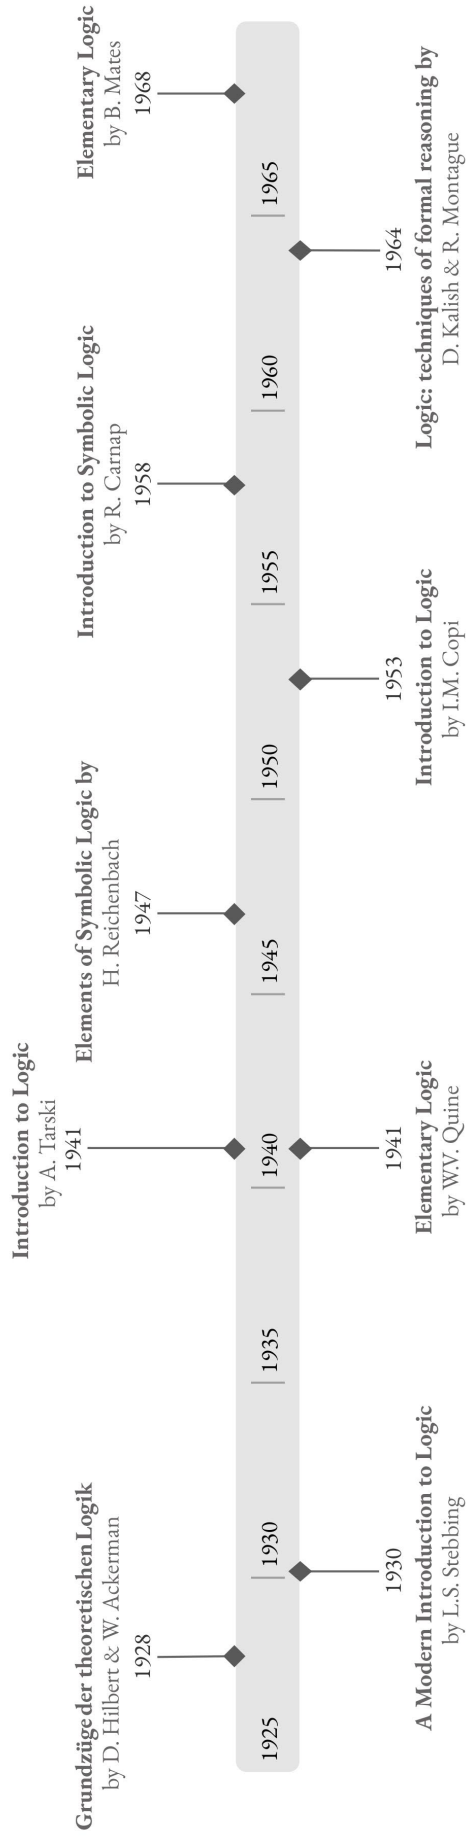 Grundzüge der theoretischen Logik
by D. Hilbert & W. Ackerman
1928
Introduction to Logic
by A. Tarski
1941
Elements of Symbolic Logic by
H. Reichenbach
1947
Introduction to Symbolic Logic
by R. Carnap
1958
Elementary Logic
by B. Mates
1968
1925
1930
1935
1940
1945
1950
1955
1960
1965
1930
A Modern Introduction to Logic
by L.S. Stebbing
1941
Elementary Logic
by W.V. Quine
1953
Introduction to Logic
by I.M. Copi
1964
Logic: techniques of formal reasoning by
D. Kalish & R. Montague